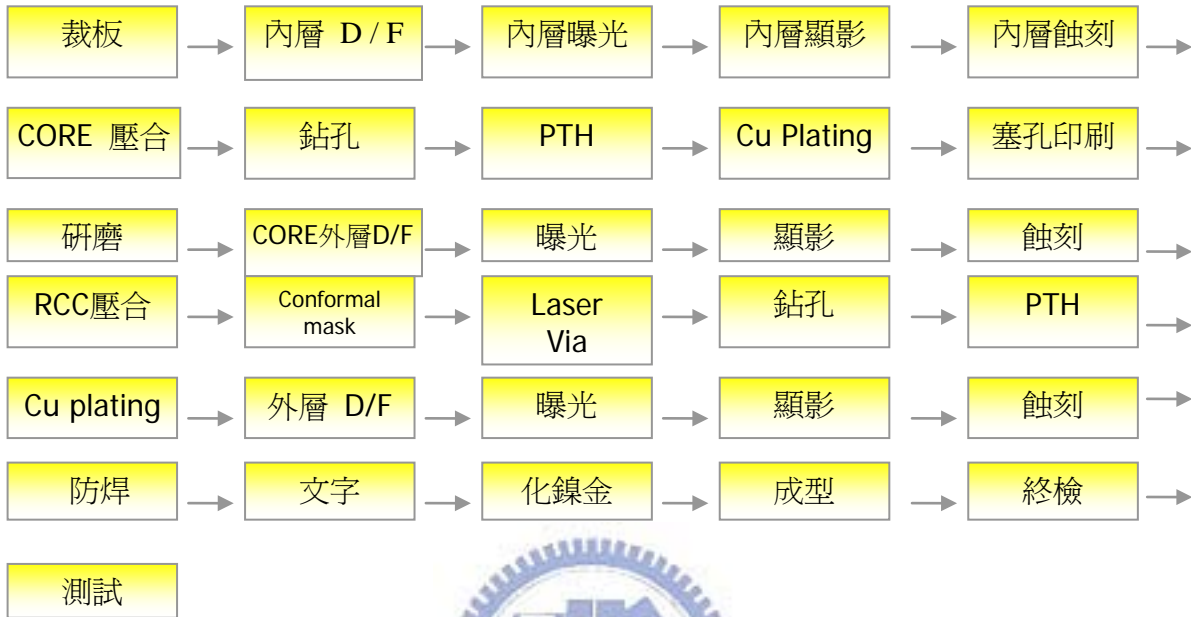 裁板
內層 D / F
內層曝光
內層顯影
內層蝕刻
CORE 壓合
鉆孔
PTH
Cu Plating
塞孔印刷
研磨
CORE外層D/F
曝光
顯影
蝕刻
RCC壓合
Conformal
mask
Laser
Via
鉆孔
PTH
Cu plating
外層 D/F
曝光
顯影
蝕刻
防焊
文字
化鎳金
成型
終檢
測試